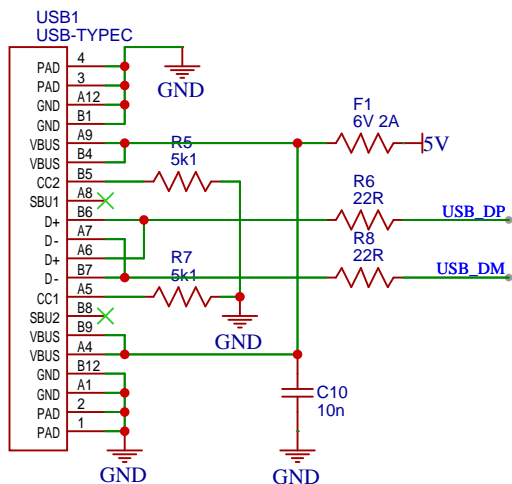 USB1
USB-TYPEC
PAD 4
PAD 3
GND A12
GND B1
VBUS A9
VBUS B4
CC2 B5
SBU1 A8
D+ B6
D- A7
D+ A6
D- B7
CC1 A5
SBU2 B8
VBUS B9
VBUS A4
GND B12
GND A1
PAD 2
PAD 1
GND
R5
5k1
R7
5k1
GND
F1
6V 2A
5V
R6
22R
USB_DP
R8
22R
USB_DM
C10
10n
GND
GND